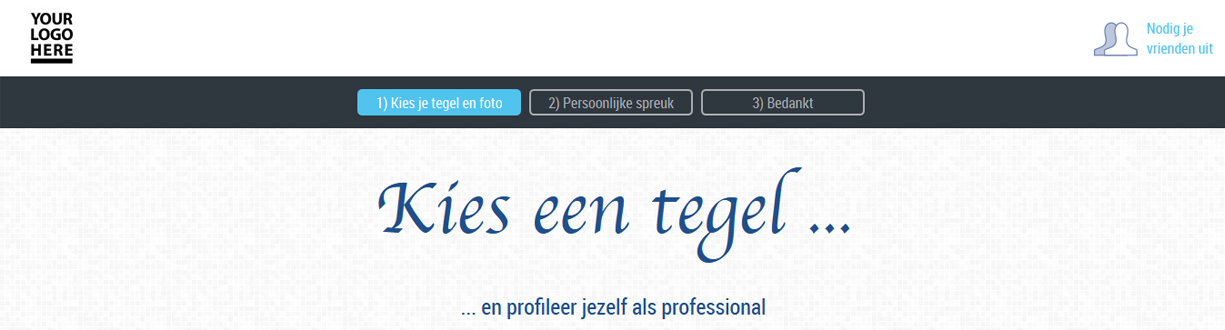 YOUR
LOGO
HERE
Nodig je
vrienden uit
1) Kies je tegel en foto
2) Persoonlijke spreuk
3) Bedankt
Kies een tegel ...
... en profileer jezelf als professional